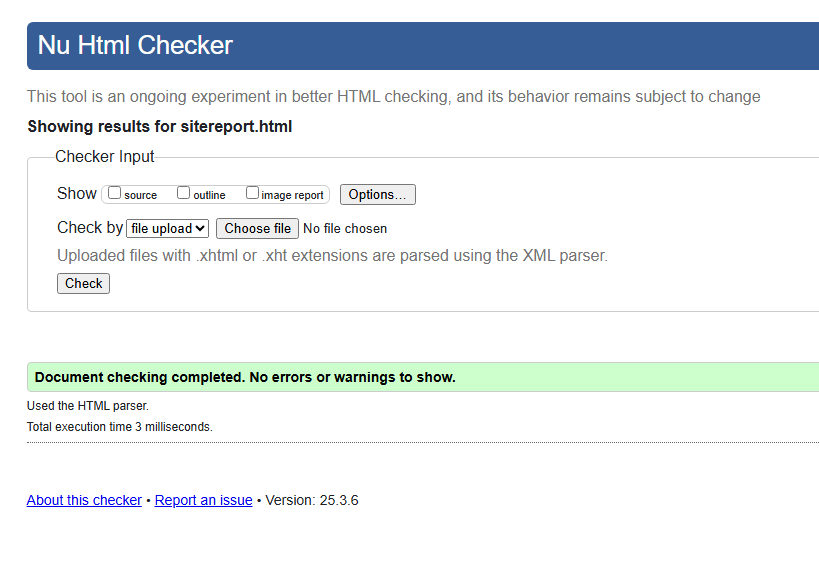 Nu Html Checker
This tool is an ongoing experiment in better HTML checking, and its behavior remains subject to change
Showing results for sitereport.html
Checker Input
Show source outline image report Options...
Check by file upload Choose file No file chosen
Uploaded files with .xhtml or .xht extensions are parsed using the XML parser.
Check
Document checking completed. No errors or warnings to show.
Used the HTML parser.
Total execution time 3 milliseconds.
About this checker • Report an issue • Version: 25.3.6